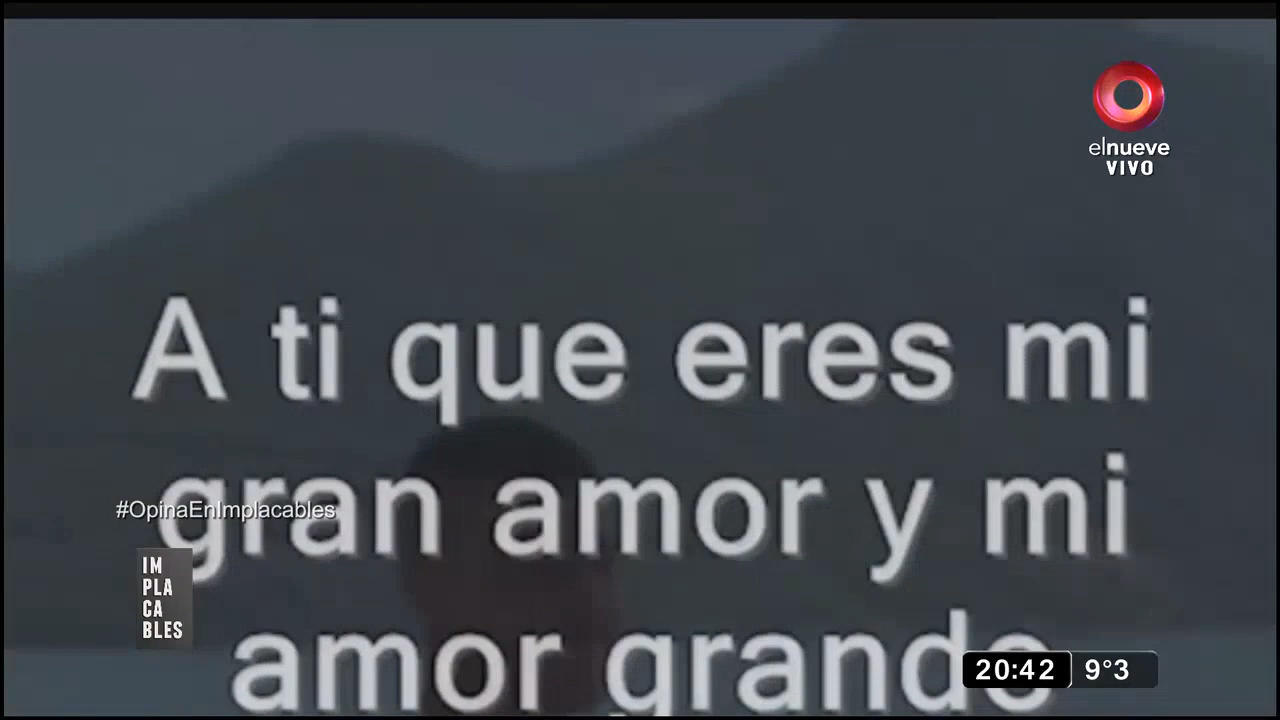 elnueve
VIVO
A ti que eres mi
gran amor y mi
amor grande
#OpinaEnImplacables
IM
PLA
CA
BLES
20:42 9°3